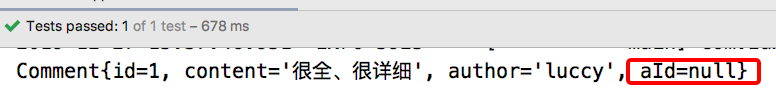 Tests passed: 1 of 1 test – 678 ms
Comment{id=1, content='很全、很详细', author='luccy', aId=null}